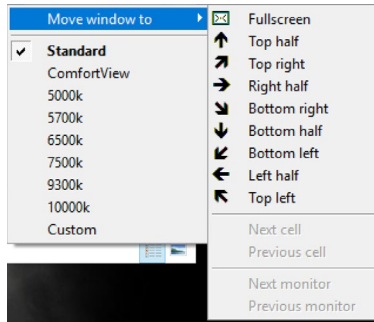 Move window to
Standard
ComfortView
5000k
5700k
6500k
7500k
9300k
10000k
Custom
Fullscreen
Top half
Top right
Right half
Bottom right
Bottom half
Bottom left
Left half
Top left
Next cell
Previous cell
Next monitor
Previous monitor